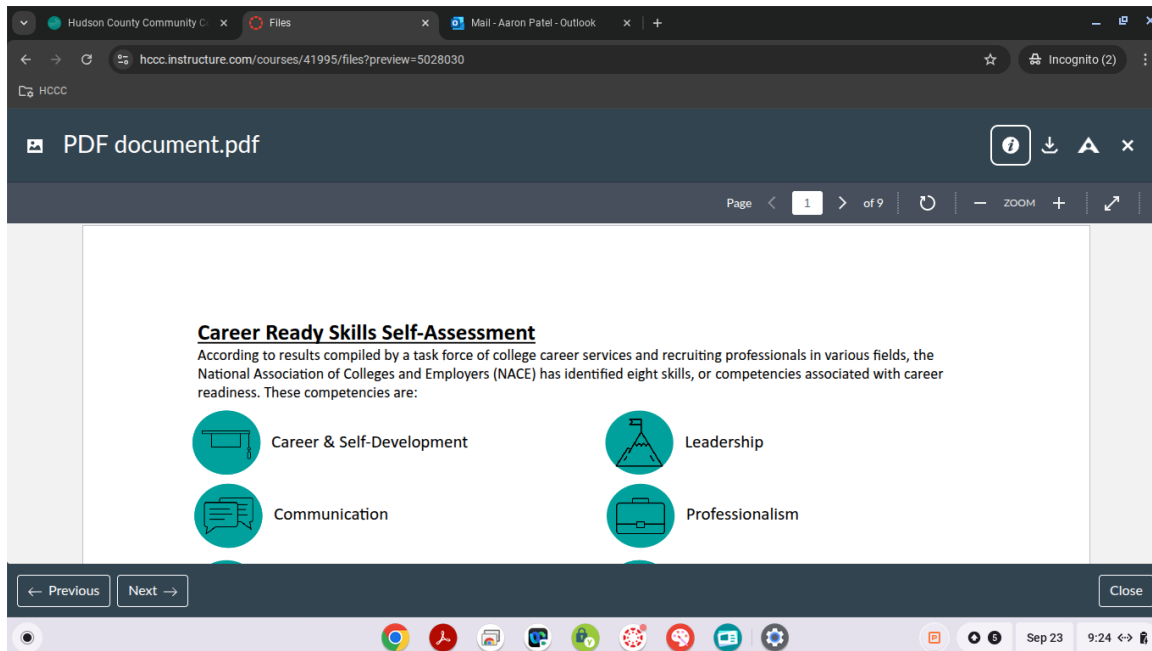 Hudson County Community C
Files
Mail - Aaron Patel - Outlook
hccc.instructure.com/courses/41995/files?preview=5028030
Incognito (2)
HCCC
PDF document.pdf
Page 1 of 9 ZOOM
Career Ready Skills Self-Assessment
According to results compiled by a task force of college career services and recruiting professionals in various fields, the
National Association of Colleges and Employers (NACE) has identified eight skills, or competencies associated with career
readiness. These competencies are:
Career & Self-Development
Leadership
Communication
Professionalism
← Previous
Next →
Close
Sep 23
9:24